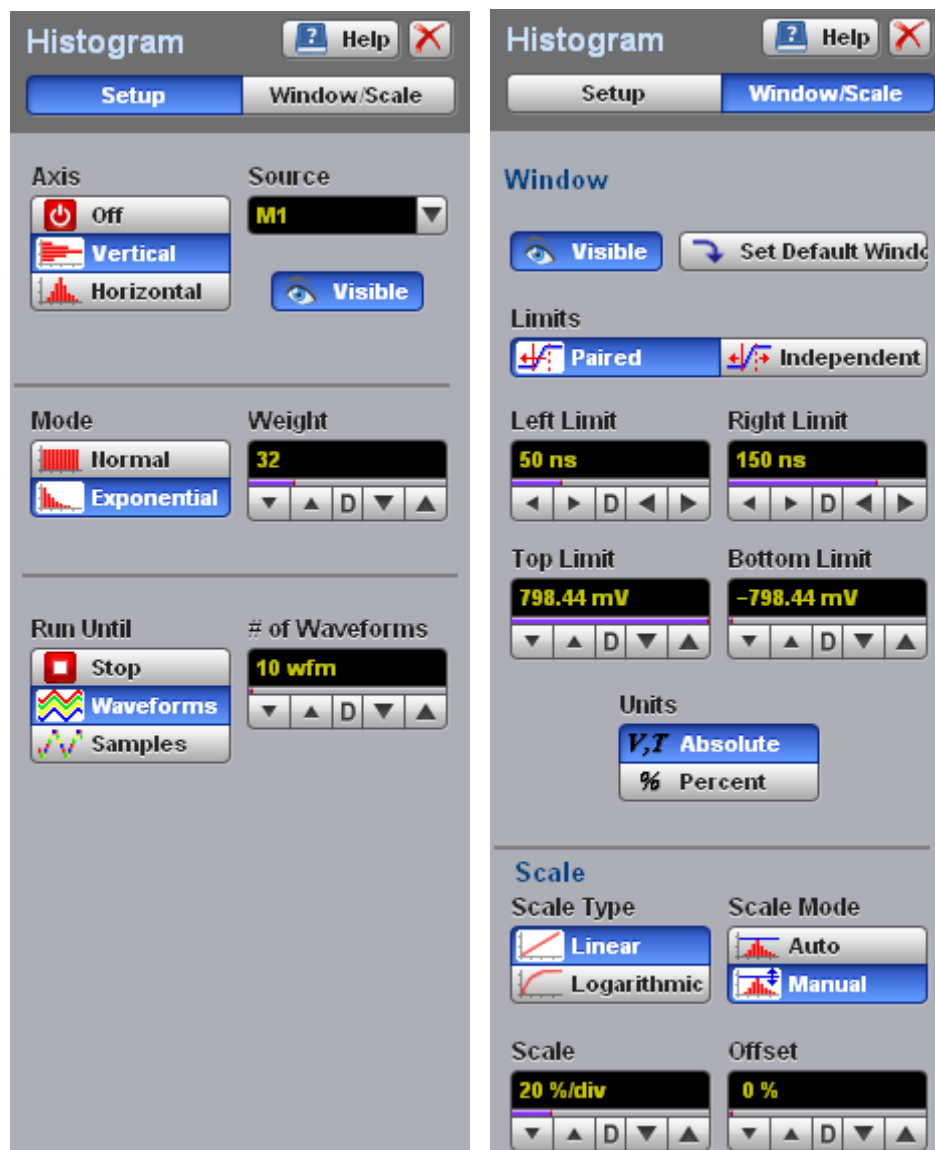 Histogram
? Help
Setup Window/Scale
Axis Source
Off M1
Vertical
Horizontal Visible
Mode Weight
Normal 32
Exponential D
Run Until # of Waveforms
Stop 10 wfm
Waveforms D
Samples
Histogram
? Help
Setup Window/Scale
Window
Visible Set Default Windo
Limits
Paired Independent
Left Limit Right Limit
50 ns 150 ns
D D
Top Limit Bottom Limit
798.44 mV -798.44 mV
D D
Units
V,T Absolute
% Percent
Scale
Scale Type Scale Mode
Linear Auto
Logarithmic Manual
Scale Offset
20 %/div 0 %
D D